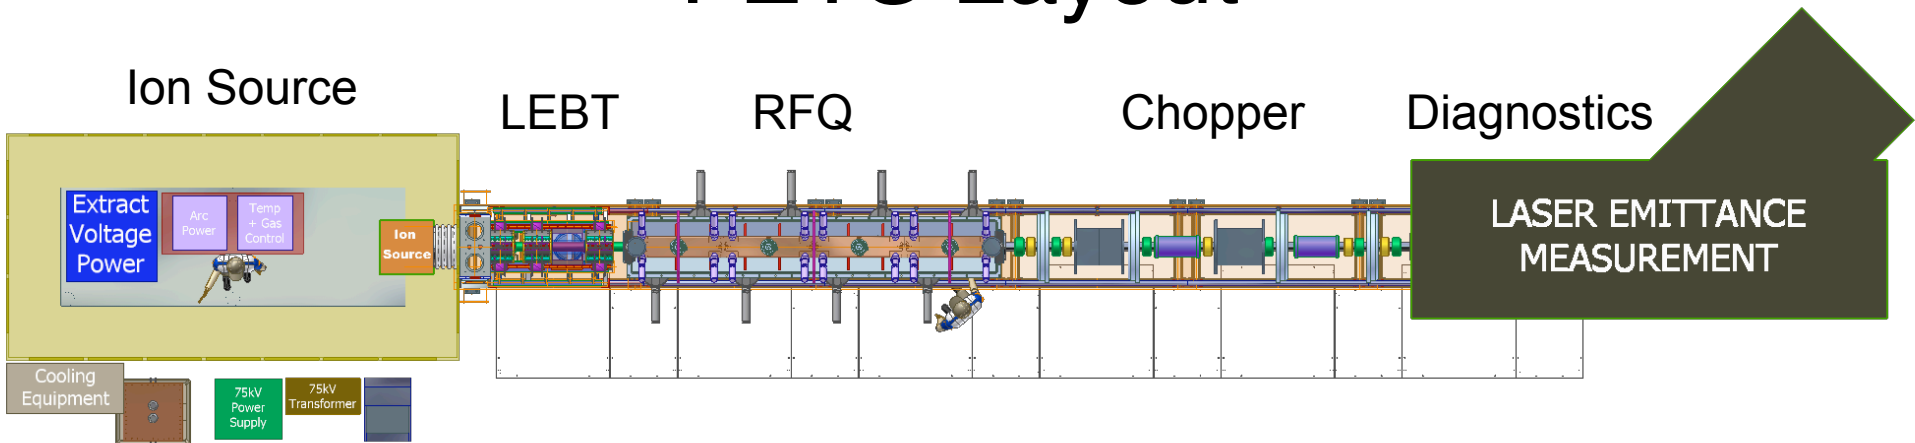 Layout
Ion Source
LEBT
RFQ
Chopper
Diagnostics
Extract
Voltage
Power
Arc
Power
Temp
+ Gas
Control
Ion
Source
LASER EMITTANCE
MEASUREMENT
Cooling
Equipment
75kV
Power
Supply
75kV
Transformer